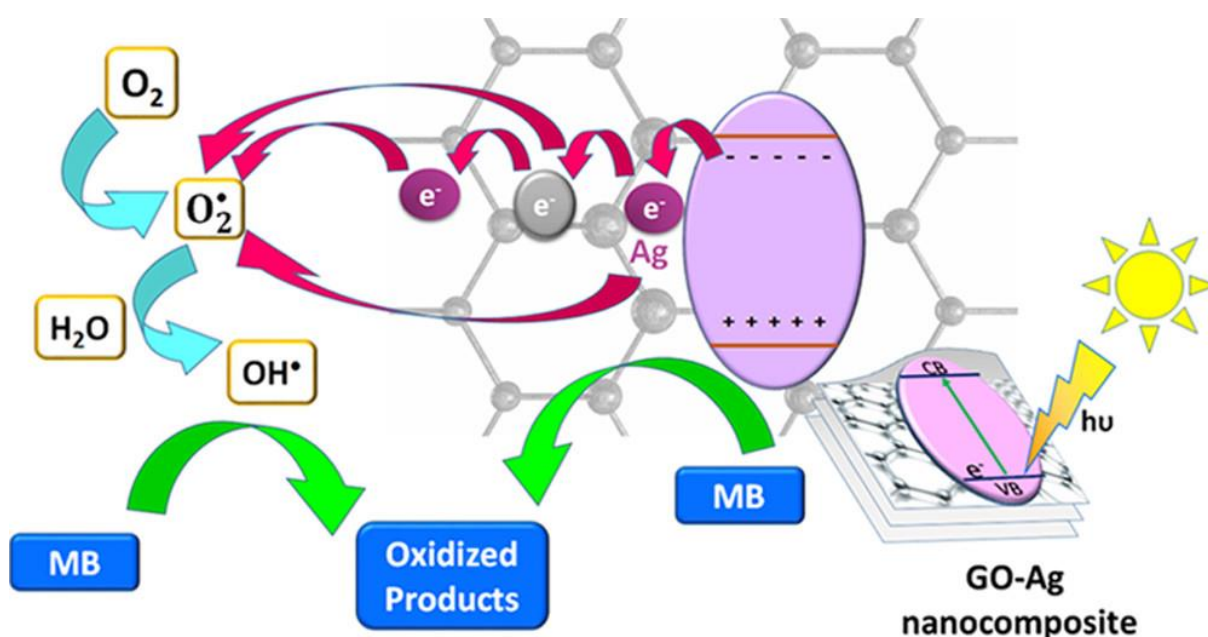 O₂
O₂•
H₂O
OH•
e⁻
e⁻
e⁻
Ag
- - - - -
+ + + + +
MB
MB
Oxidized
Products
CB
e⁻
VB
hυ
GO-Ag
nanocomposite